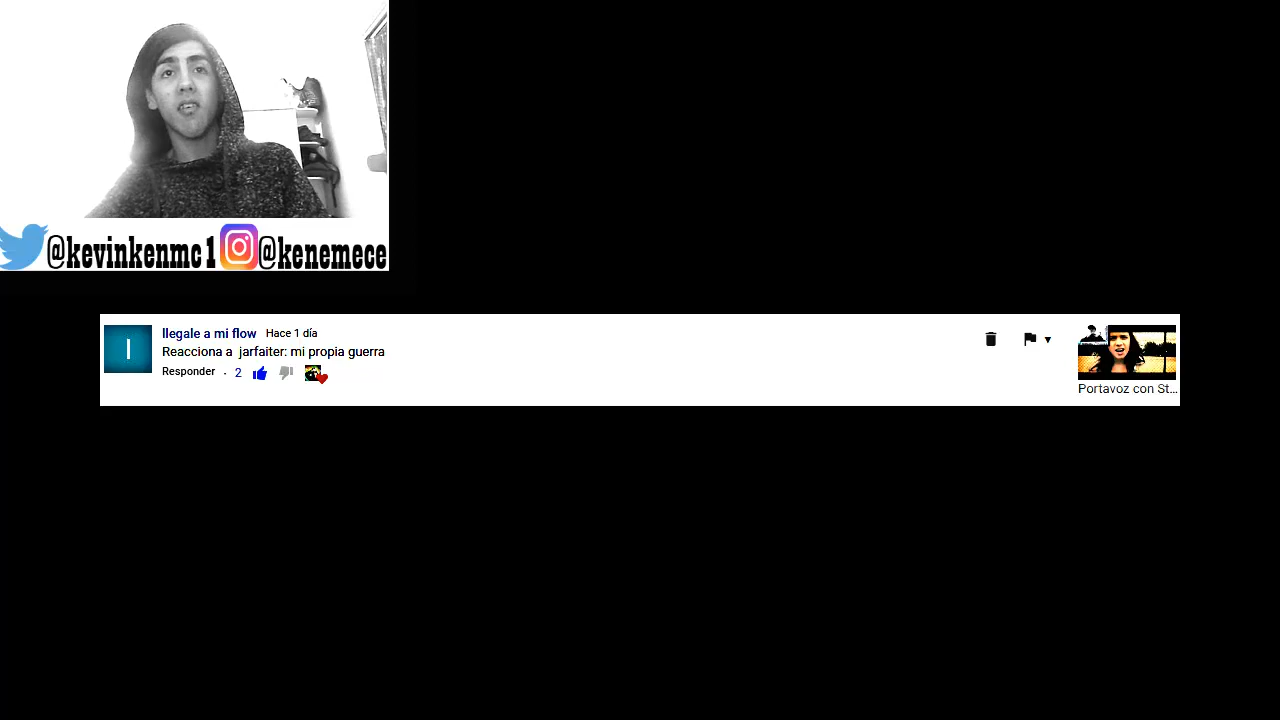 @kevinkenmc1 @kenemece
llegale a mi flow Hace 1 día
Reacciona a jarfaiter: mi propia guerra
Responder · 2
Portavoz con St...